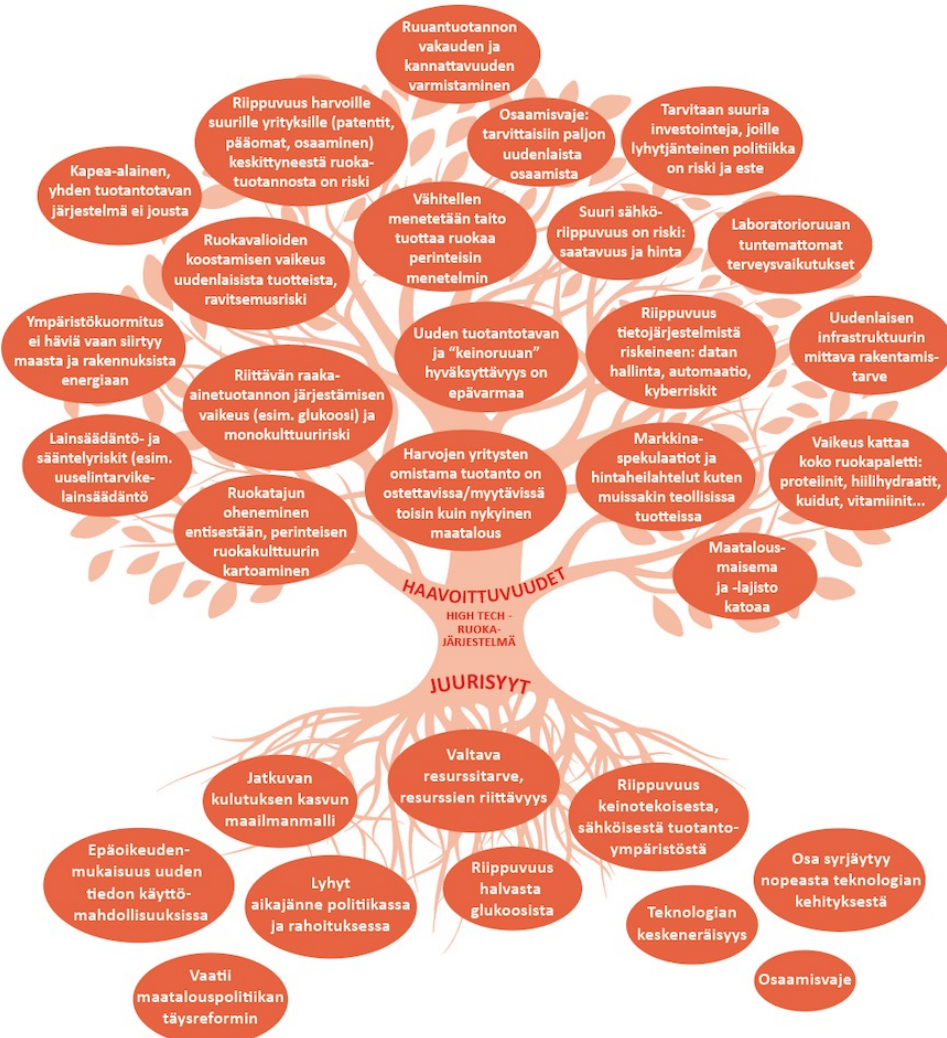 Ruuantuotannon
vakauden ja
kannattavuuden
varmistaminen
Riippuvuus harvoille
suurille yrityksille (patentit,
pääomat, osaaminen)
keskittyneestä ruoka-
tuotannosta on riski
Osaamisvaje:
tarvittaisiin paljon
uudenlaista
osaamista
Tarvitaan suuria
investointeja, joille
lyhytjänteinen politiikka
on riski ja este
Kapea-alainen,
yhden tuotantotavan
järjestelmä ei jousta
Vähitellen
menetetään taito
tuottaa ruokaa
perinteisin
menetelmin
Suuri sähkö-
riippuvuus on riski:
saatavuus ja hinta
Laboratorioruuan
tuntemattomat
terveysvaikutukset
Ruokavalioiden
koostamisen vaikeus
uudenlaisista tuotteista,
ravitsemusriski
Ympäristökuormitus
ei häviä vaan siirtyy
maasta ja rakennuksista
energiaan
Uuden tuotantotavan
ja “keinoruuan”
hyväksyttävyys on
epävarmaa
Riippuvuus
tietojärjestelmistä
riskeineen: datan
hallinta, automaatio,
kyberriskit
Uudenlaisen
infrastruktuurin
mittava rakentamis-
tarve
Riittävän raaka-
ainetuotannon järjestämisen
vaikeus (esim. glukoosi) ja
monokulttuuririski
Lainsäädäntö- ja
sääntelyriskit (esim.
uuselintarvike-
lainsäädäntö
Harvojen yritysten
omistama tuotanto on
ostettavissa/myytävissä
toisin kuin nykyinen
maatalous
Markkina-
spekulaatiot ja
hintaheilahtelut kuten
muissakin teollisissa
tuotteissa
Vaikeus kattaa
koko ruokapaletti:
proteiinit, hiilihydraatit,
kuidut, vitamiinit...
Ruokatajun
oheneminen
entisestään, perinteisen
ruokakulttuurin
kartoaminen
Maatalous-
maisema
ja -lajisto
katoaa
HAAVOITTUVUUDET
HIGH TECH -
RUOKA-
JÄRJESTELMÄ
JUURISYYT
Jatkuvan
kulutuksen kasvun
maailmanmalli
Valtava
resurssitarve,
resurssien riittävyys
Riippuvuus
keinotekoisesta,
sähköisestä tuotanto-
ympäristöstä
Epäoikeuden-
mukaisuus uuden
tiedon käyttö-
mahdollisuuksissa
Lyhyt
aikajänne politiikassa
ja rahoituksessa
Riippuvuus
halvasta
glukoosista
Teknologian
keskeneräisyys
Osa syrjäytyy
nopeasta teknologian
kehityksestä
Vaatii
maatalouspolitiikan
täysreformin
Osaamisvaje